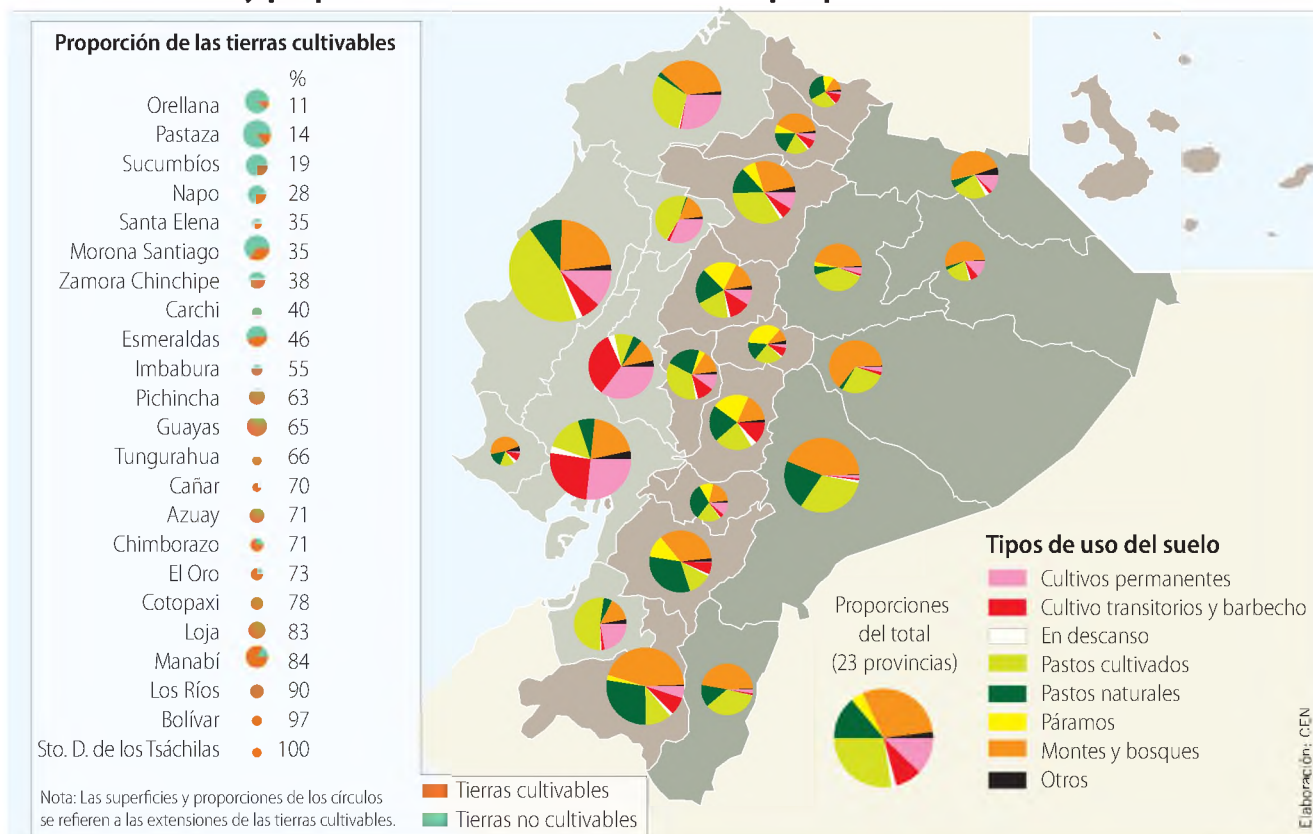 Proporción de las tierras cultivables
%
Orellana 11
Pastaza 14
Sucumbíos 19
Napo 28
Santa Elena 35
Morona Santiago 35
Zamora Chinchipe 38
Carchi 40
Esmeraldas 46
Imbabura 55
Pichincha 63
Guayas 65
Tungurahua 66
Cañar 70
Azuay 71
Chimborazo 71
El Oro 73
Cotopaxi 78
Loja 83
Manabí 84
Los Ríos 90
Bolívar 97
Sto. D. de los Tsáchilas 100
Nota: Las superficies y proporciones de los círculos
se refieren a las extensiones de las tierras cultivables.
Tierras cultivables
Tierras no cultivables
Proporciones
del total
(23 provincias)
Tipos de uso del suelo
Cultivos permanentes
Cultivo transitorios y barbecho
En descanso
Pastos cultivados
Pastos naturales
Páramos
Montes y bosques
Otros
Elaboración: CEN